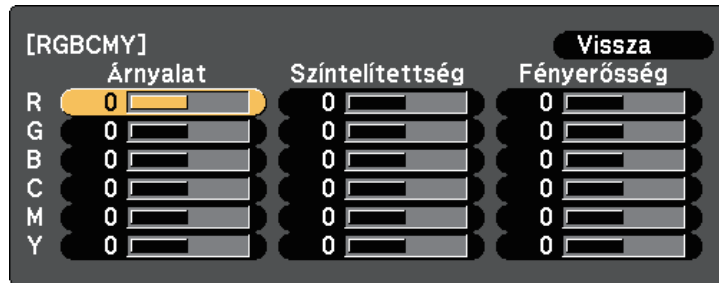 [RGBCMY] Vissza
Árnyalat Színtelítettség Fényerősség
R 0 0 0
G 0 0 0
B 0 0 0
C 0 0 0
M 0 0 0
Y 0 0 0